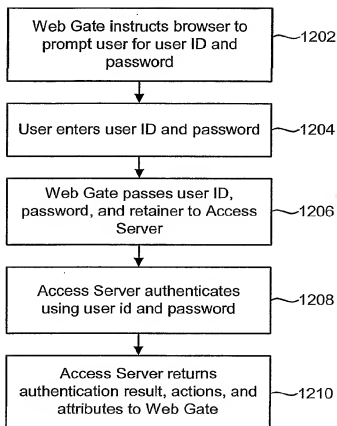 Web Gate instructs browser to
prompt user for user ID and
password
1202
User enters user ID and password
1204
Web Gate passes user ID,
password, and retainer to Access
Server
1206
Access Server authenticates
using user id and password
1208
Access Server returns
authentication result, actions, and
attributes to Web Gate
1210